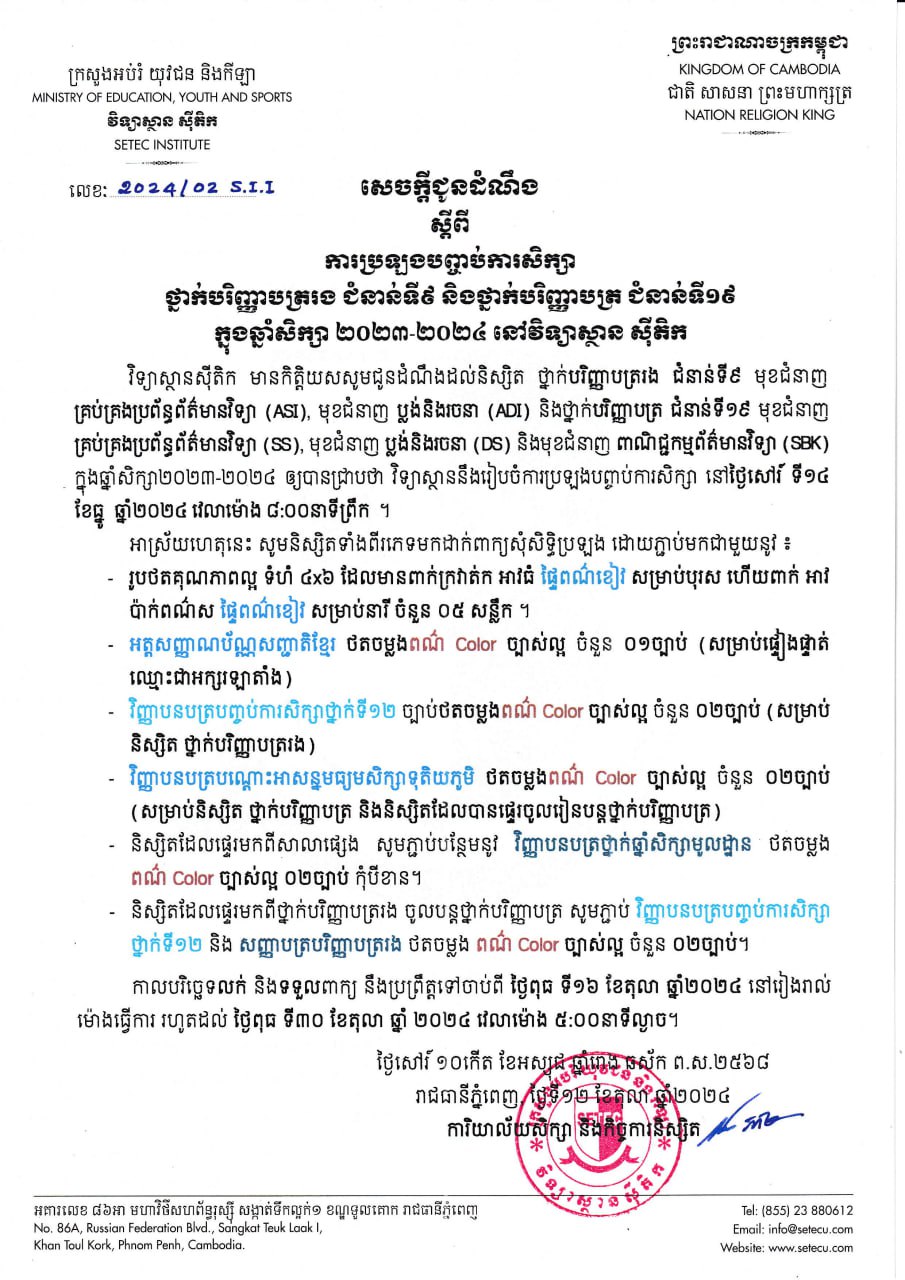 ព្រះរាជាណាចក្រកម្ពុជា
KINGDOM OF CAMBODIA
ជាតិ សាសនា ព្រះមហាក្សត្រ
NATION RELIGION KING
ក្រសួងអប់រំ យុវជន និងកីឡា
MINISTRY OF EDUCATION, YOUTH AND SPORTS
វិទ្យាស្ថាន ស៊ីតិក
SETEC INSTITUTE
លេខ: 2024/02 S.I.I
សេចក្តីជូនដំណឹង
ស្តីពី
ការប្រឡងបញ្ចាប់ការសិក្សា
ថ្នាក់បរិញ្ញាបត្ររង ជំនាន់ទី៩ និងថ្នាក់បរិញ្ញាបត្រ ជំនាន់ទី១៩
ក្នុងឆ្នាំសិក្សា ២០២៣-២០២៤ នៅវិទ្យាស្ថាន ស៊ីតិក
វិទ្យាស្ថានស៊ីតិក មានកិត្តិយសសូមជូនដំណឹងដល់និស្សិត ថ្នាក់បរិញ្ញាបត្ររង ជំនាន់ទី៩ មុខជំនាញ
គ្រប់គ្រងប្រព័ន្ធព័ត៌មានវិទ្យា (ASI), មុខជំនាញ ប្លង់និងរចនា (ADI) និងថ្នាក់បរិញ្ញាបត្រ ជំនាន់ទី១៩ មុខជំនាញ
គ្រប់គ្រងប្រព័ន្ធព័ត៌មានវិទ្យា (SS), មុខជំនាញ ប្លង់និងរចនា (DS) និងមុខជំនាញ ពាណិជ្ជកម្មព័ត៌មានវិទ្យា (SBK)
ក្នុងឆ្នាំសិក្សា២០២៣-២០២៤ ឲ្យបានជ្រាបថា វិទ្យាស្ថាននឹងរៀបចំការប្រឡងបញ្ចាប់ការសិក្សា នៅថ្ងៃសៅរ៍ ទី១៤
ខែធ្នូ ឆ្នាំ២០២៤ វេលាម៉ោង ៨:០០នាទីព្រឹក ។
អាស្រ័យហេតុនេះ សូមនិស្សិតទាំងពីរភេទមកដាក់ពាក្យសុំសិទ្ធិប្រឡង ដោយភ្ជាប់មកជាមួយនូវ ៖
- រូបថតគុណភាពល្អ ទំហំ ៤x៦ ដែលមានពាក់ក្រវាត់ក អាវធំ ផ្ទៃពណ៌ខៀវ សម្រាប់បុរស ហើយពាក់ អាវ
ប៉ាក់ពណ៌ស ផ្ទៃពណ៌ខៀវ សម្រាប់នារី ចំនួន ០៥ សន្លឹក ។
- អត្តសញ្ញាណប័ណ្ណសញ្ជាតិខ្មែរ ថតចម្លងពណ៌ Color ច្បាស់ល្អ ចំនួន ០១ច្បាប់ (សម្រាប់ផ្ទៀងផ្ទាត់
ឈ្មោះជាអក្សរឡាតាំង)
- វិញ្ញាបនបត្របញ្ចប់ការសិក្សាថ្នាក់ទី១២ ច្បាប់ថតចម្លងពណ៌ Color ច្បាស់ល្អ ចំនួន ០២ច្បាប់ (សម្រាប់
និស្សិត ថ្នាក់បរិញ្ញាបត្ររង)
- វិញ្ញាបនបត្របណ្តោះអាសន្នមធ្យមសិក្សាទុតិយភូមិ ថតចម្លងពណ៌ Color ច្បាស់ល្អ ចំនួន ០២ច្បាប់
(សម្រាប់និស្សិត ថ្នាក់បរិញ្ញាបត្រ និងនិស្សិតដែលបានផ្ទេរចូលរៀនបន្តថ្នាក់បរិញ្ញាបត្រ)
- និស្សិតដែលផ្ទេរមកពីសាលាផ្សេង សូមភ្ជាប់បន្ថែមនូវ វិញ្ញាបនបត្រថ្នាក់ឆ្នាំសិក្សាមូលដ្ឋាន ថតចម្លង
ពណ៌ Color ច្បាស់ល្អ ០២ច្បាប់ កុំបីខាន។
- និស្សិតដែលផ្ទេរមកពីថ្នាក់បរិញ្ញាបត្ររង ចូលបន្តថ្នាក់បរិញ្ញាបត្រ សូមភ្ជាប់ វិញ្ញាបនបត្របញ្ចប់ការសិក្សា
ថ្នាក់ទី១២ និង សញ្ញាបត្របរិញ្ញាបត្ររង ថតចម្លង ពណ៌ Color ច្បាស់ល្អ ចំនួន ០២ច្បាប់។
កាលបរិច្ឆេទលក់ និងទទួលពាក្យ នឹងប្រព្រឹត្តទៅចាប់ពី ថ្ងៃពុធ ទី១៦ ខែតុលា ឆ្នាំ២០២៤ នៅរៀងរាល់
ម៉ោងធ្វើការ រហូតដល់ ថ្ងៃពុធ ទី៣០ ខែតុលា ឆ្នាំ ២០២៤ វេលាម៉ោង ៥:០០នាទីល្ងាច។
ថ្ងៃសៅរ៍ ១០កើត ខែអស្សុជ ឆ្នាំរោង ឆស័ក ព.ស.២៥៦៨
រាជធានីភ្នំពេញ, ថ្ងៃទី១២ ខែតុលា ឆ្នាំ២០២៤
ការិយាល័យសិក្សា និងកិច្ចការនិស្សិត
SETEC
វិទ្យាស្ថានស៊ីតិក
អគារលេខ ៨៦អា មហាវិថីសហព័ន្ធរុស្ស៊ី សង្កាត់ទឹកល្អក់១ ខណ្ឌទួលគោក រាជធានីភ្នំពេញ
No. 86A, Russian Federation Blvd., Sangkat Teuk Laak I,
Khan Toul Kork, Phnom Penh, Cambodia.
Tel: (855) 23 880612
Email: info@setecu.com
Website: www.setecu.com